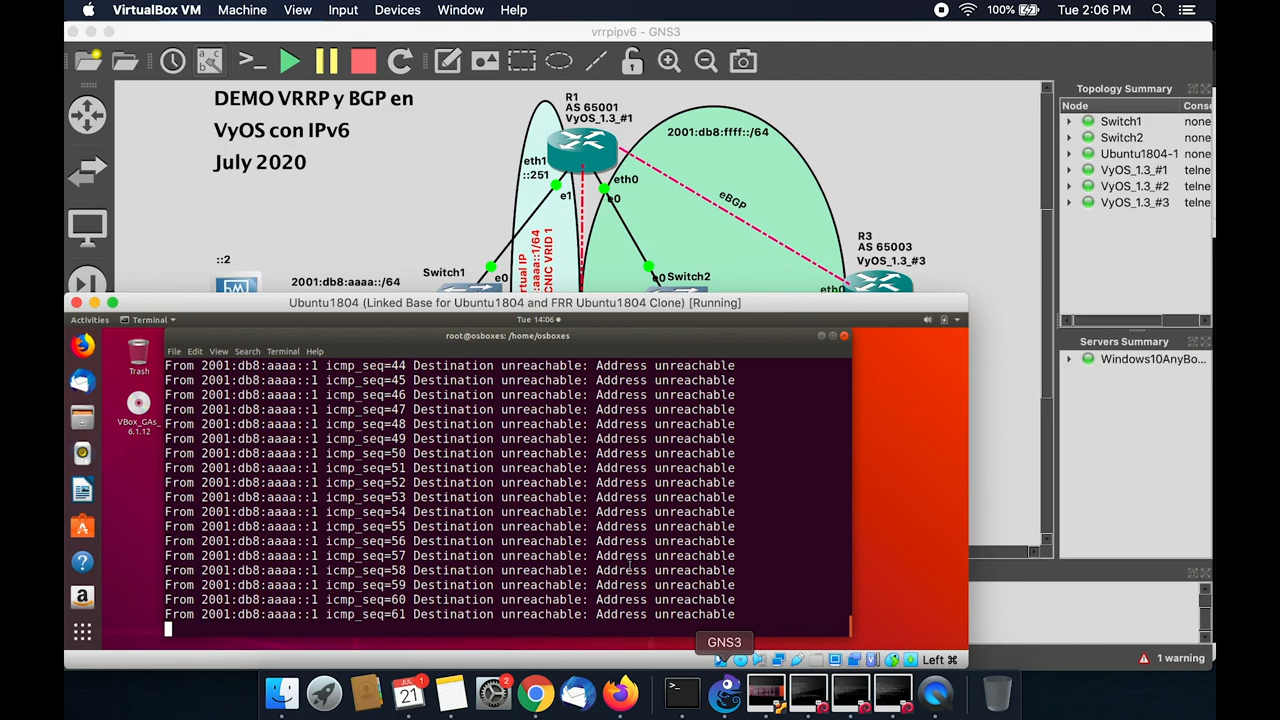 VirtualBox VM Machine View Input Devices Window Help 100% Tue 2:06 PM
vrrpipv6 - GNS3
DEMO VRRP y BGP en
VyOS con IPv6
July 2020
R1
AS 65001
VyOS_1.3_#1
2001:db8:ffff::/64
eth1
::251
e1
eth0
e0
eBGP
R3
AS 65003
VyOS_1.3_#3
eth0
::2
2001:db8:aaaa::/64
Switch1
e0
e0
Switch2
Topology Summary
Node Conso
Switch1 none
Switch2 none
Ubuntu1804-1 none
VyOS_1.3_#1 telne
VyOS_1.3_#2 telne
VyOS_1.3_#3 telne
Servers Summary
Windows10AnyBo...
1 warning
Ubuntu1804 (Linked Base for Ubuntu1804 and FRR Ubuntu1804 Clone) [Running]
Activities Terminal Tue 14:06
root@osboxes: /home/osboxes
File Edit View Search Terminal Help
Trash
VBox_GAs_
6.1.12
From 2001:db8:aaaa::1 icmp_seq=44 Destination unreachable: Address unreachable
From 2001:db8:aaaa::1 icmp_seq=45 Destination unreachable: Address unreachable
From 2001:db8:aaaa::1 icmp_seq=46 Destination unreachable: Address unreachable
From 2001:db8:aaaa::1 icmp_seq=47 Destination unreachable: Address unreachable
From 2001:db8:aaaa::1 icmp_seq=48 Destination unreachable: Address unreachable
From 2001:db8:aaaa::1 icmp_seq=49 Destination unreachable: Address unreachable
From 2001:db8:aaaa::1 icmp_seq=50 Destination unreachable: Address unreachable
From 2001:db8:aaaa::1 icmp_seq=51 Destination unreachable: Address unreachable
From 2001:db8:aaaa::1 icmp_seq=52 Destination unreachable: Address unreachable
From 2001:db8:aaaa::1 icmp_seq=53 Destination unreachable: Address unreachable
From 2001:db8:aaaa::1 icmp_seq=54 Destination unreachable: Address unreachable
From 2001:db8:aaaa::1 icmp_seq=55 Destination unreachable: Address unreachable
From 2001:db8:aaaa::1 icmp_seq=56 Destination unreachable: Address unreachable
From 2001:db8:aaaa::1 icmp_seq=57 Destination unreachable: Address unreachable
From 2001:db8:aaaa::1 icmp_seq=58 Destination unreachable: Address unreachable
From 2001:db8:aaaa::1 icmp_seq=59 Destination unreachable: Address unreachable
From 2001:db8:aaaa::1 icmp_seq=60 Destination unreachable: Address unreachable
From 2001:db8:aaaa::1 icmp_seq=61 Destination unreachable: Address unreachable
GNS3
Left ⌘
JUL
21
1
2